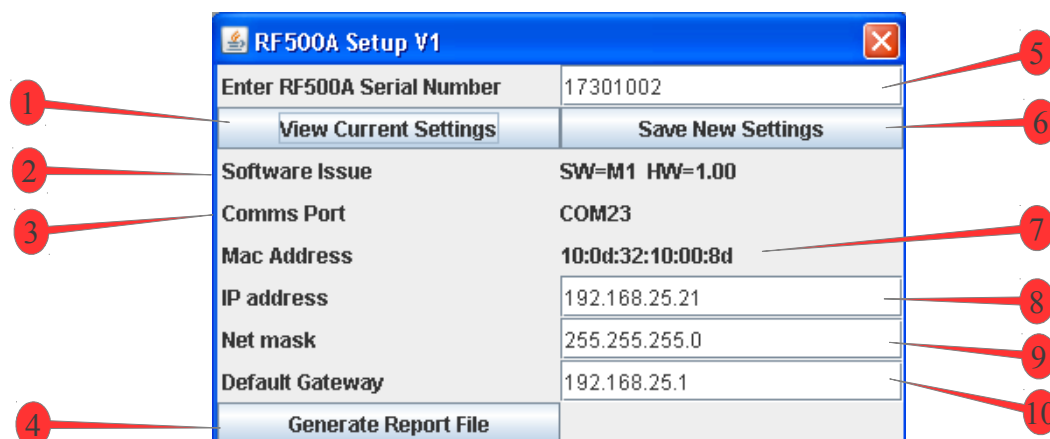 RF500A Setup V1
5
Enter RF500A Serial Number 17301002
1
View Current Settings Save New Settings
6
2
Software Issue SW=M1 HW=1.00
3
Comms Port COM23
7
Mac Address 10:0d:32:10:00:8d
IP address 192.168.25.21
8
Net mask 255.255.255.0
9
Default Gateway 192.168.25.1
10
4
Generate Report File